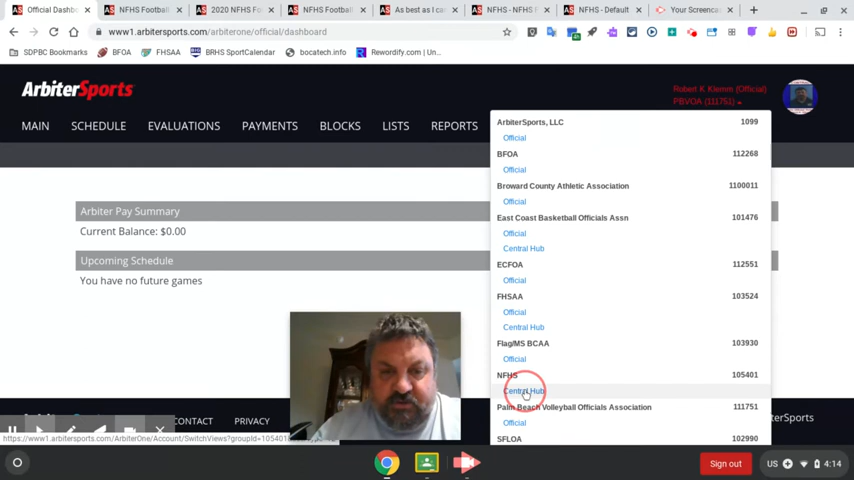 Official Dashbo
NFHS Football
2020 NFHS Fo
NFHS Football
As best as I can
NFHS - NFHS F
NFHS - Default
Your Screenca
www1.arbitersports.com/arbiterone/official/dashboard
SDPBC Bookmarks
BFOA
FHSAA
BRHS SportCalendar
bocatech.info
Rewordify.com | Un...
ArbiterSports
Robert K Klemm (Official)
PBVOA (111751)
MAIN
SCHEDULE
EVALUATIONS
PAYMENTS
BLOCKS
LISTS
REPORTS
ArbiterSports, LLC 1099
Official
BFOA 112268
Official
Broward County Athletic Association 1100011
Official
East Coast Basketball Officials Assn 101476
Official
Central Hub
ECFOA 112551
Official
FHSAA 103524
Official
Central Hub
Flag/MS BCAA 103930
Official
NFHS 105401
Central Hub
Palm Beach Volleyball Officials Association 111751
Official
SFLOA 102990
Arbiter Pay Summary
Current Balance: $0.00
Upcoming Schedule
You have no future games
CONTACT
PRIVACY
https://www1.arbitersports.com/ArbiterOne/Account/SwitchViews?groupId=105401
Sign out
US
4:14